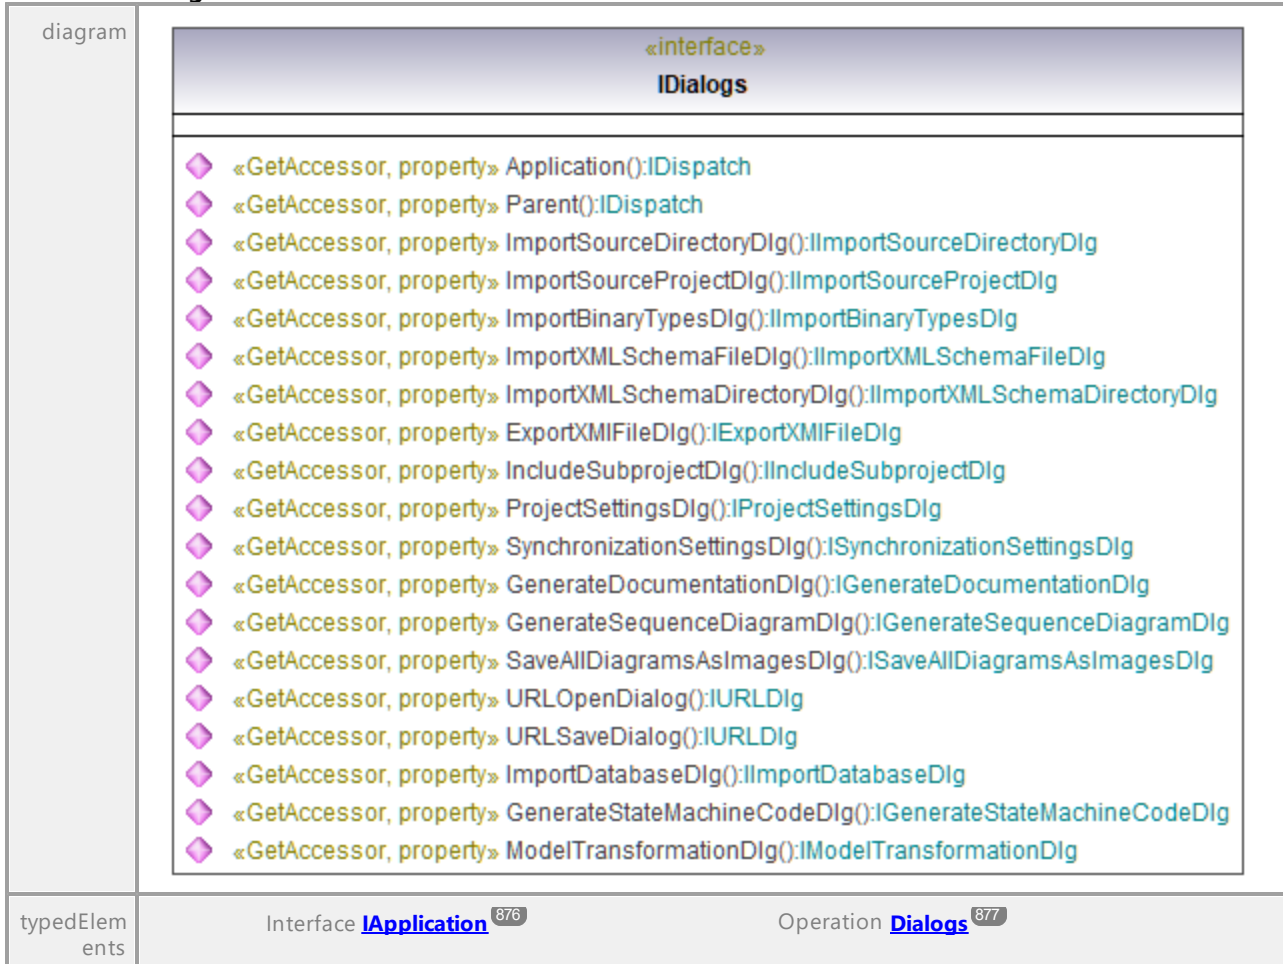 diagram
«interface»
IDialogs
«GetAccessor, property» Application():IDispatch
«GetAccessor, property» Parent():IDispatch
«GetAccessor, property» ImportSourceDirectoryDlg():IImportSourceDirectoryDlg
«GetAccessor, property» ImportSourceProjectDlg():IImportSourceProjectDlg
«GetAccessor, property» ImportBinaryTypesDlg():IImportBinaryTypesDlg
«GetAccessor, property» ImportXMLSchemaFileDlg():IImportXMLSchemaFileDlg
«GetAccessor, property» ImportXMLSchemaDirectoryDlg():IImportXMLSchemaDirectoryDlg
«GetAccessor, property» ExportXMIFileDlg():IExportXMIFileDlg
«GetAccessor, property» IncludeSubprojectDlg():IIncludeSubprojectDlg
«GetAccessor, property» ProjectSettingsDlg():IProjectSettingsDlg
«GetAccessor, property» SynchronizationSettingsDlg():ISynchronizationSettingsDlg
«GetAccessor, property» GenerateDocumentationDlg():IGenerateDocumentationDlg
«GetAccessor, property» GenerateSequenceDiagramDlg():IGenerateSequenceDiagramDlg
«GetAccessor, property» SaveAllDiagramsAsImagesDlg():ISaveAllDiagramsAsImagesDlg
«GetAccessor, property» URLOpenDialog():IURLDlg
«GetAccessor, property» URLSaveDialog():IURLDlg
«GetAccessor, property» ImportDatabaseDlg():IImportDatabaseDlg
«GetAccessor, property» GenerateStateMachineCodeDlg():IGenerateStateMachineCodeDlg
«GetAccessor, property» ModelTransformationDlg():IModelTransformationDlg
typedElem
ents
Interface IApplication 876
Operation Dialogs 877